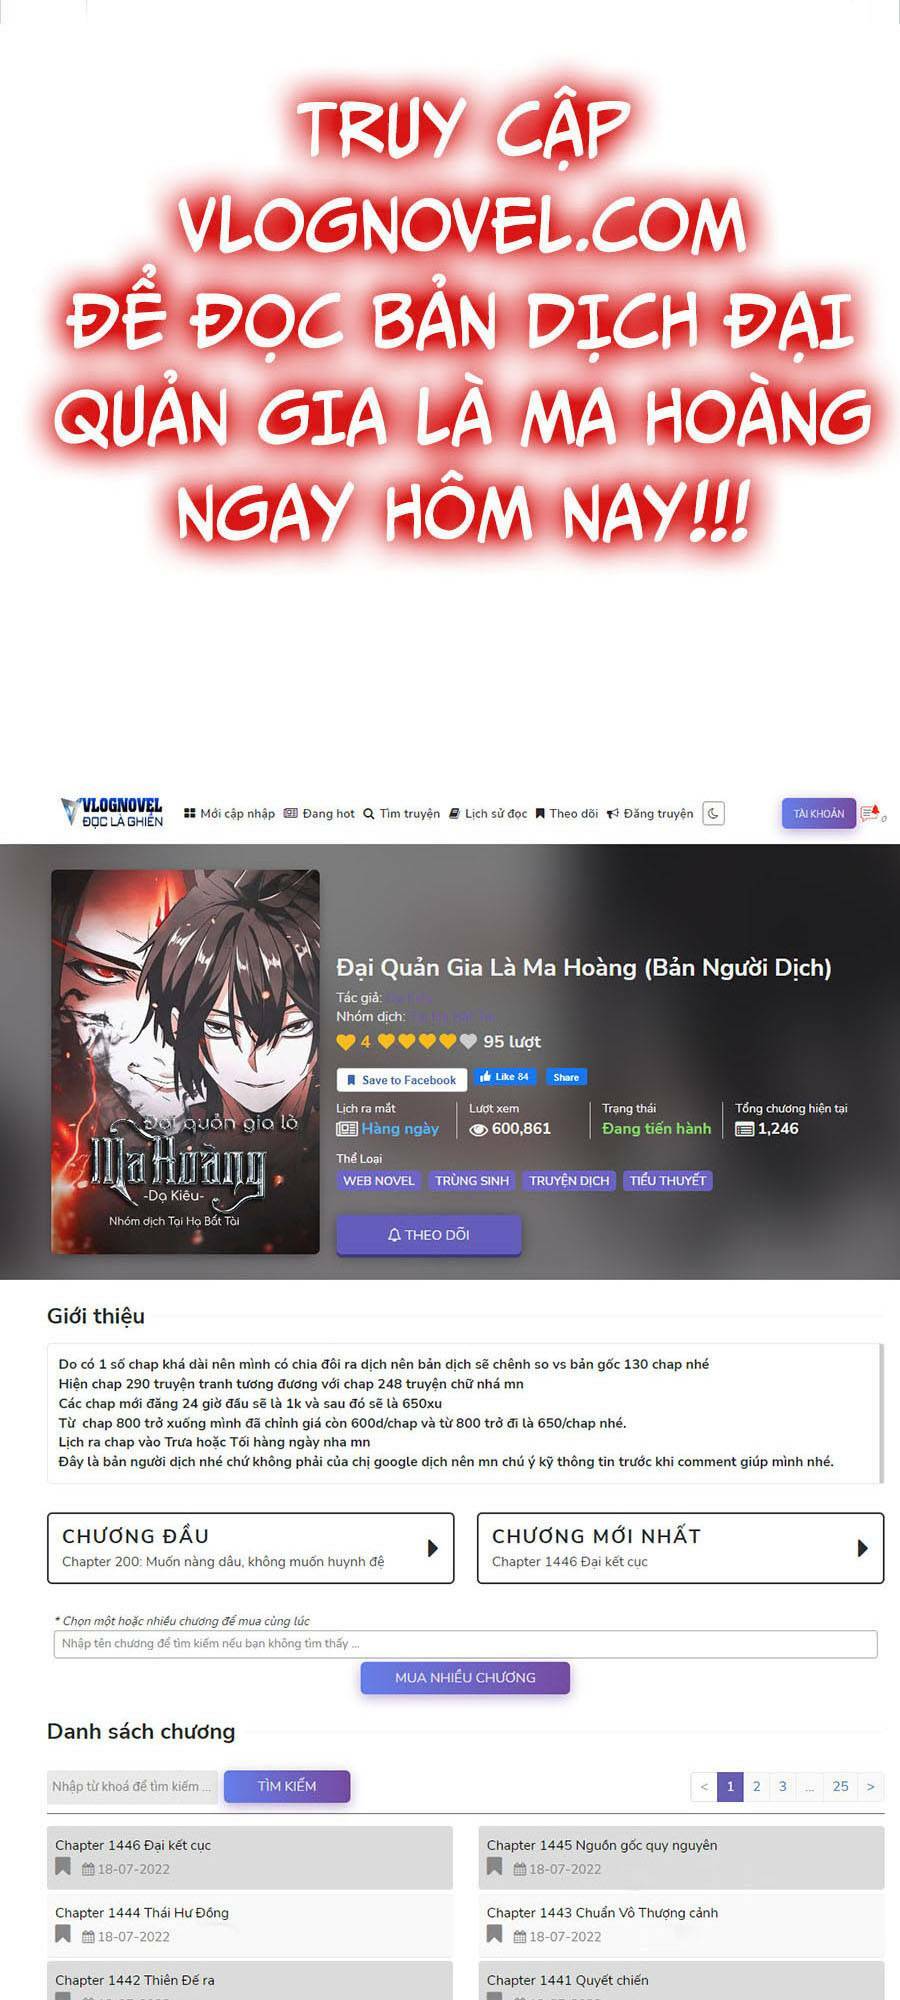 TRUY CẬP
VLOGNOVEL.COM
ĐỂ ĐỌC BẢN DỊCH ĐẠI
QUẢN GIA LÀ MA HOÀNG
NGAY HÔM NAY!!!
VLOGNOVEL
ĐỌC LÀ GHIỀN
Mới cập nhập Đang hot Tìm truyện Lịch sử đọc Theo dõi Đăng truyện
TÀI KHOẢN
0
Đại quản gia là
Ma Hoàng
-Dạ Kiêu-
Nhóm dịch Tại Hạ Bất Tài
Đại Quản Gia Là Ma Hoàng (Bản Người Dịch)
Tác giả:
Nhóm dịch:
4 95 lượt
Save to Facebook Like 84 Share
Lịch ra mắt Lượt xem Trạng thái Tổng chương hiện tại
Hàng ngày 600,861 Đang tiến hành 1,246
Thể Loại
WEB NOVEL TRÙNG SINH TRUYỆN DỊCH TIỂU THUYẾT
THEO DÕI
Giới thiệu
Do có 1 số chap khá dài nên mình có chia đôi ra dịch nên bản dịch sẽ chênh so vs bản gốc 130 chap nhé
Hiện chap 290 truyện tranh tương đương với chap 248 truyện chữ nhá mn
Các chap mới đăng 24 giờ đầu sẽ là 1k và sau đó sẽ là 650xu
Từ chap 800 trở xuống mình đã chỉnh giá còn 600d/chap và từ 800 trở đi là 650/chap nhé.
Lịch ra chap vào Trưa hoặc Tối hàng ngày nha mn
Đây là bản người dịch nhé chứ không phải của chị google dịch nên mn chú ý kỹ thông tin trước khi comment giúp mình nhé.
CHƯƠNG ĐẦU
Chapter 200: Muốn nàng dâu, không muốn huynh đệ
CHƯƠNG MỚI NHẤT
Chapter 1446 Đại kết cục
* Chọn một hoặc nhiều chương để mua cùng lúc
Nhập tên chương để tìm kiếm nếu bạn không tìm thấy ...
MUA NHIỀU CHƯƠNG
Danh sách chương
Nhập từ khoá để tìm kiếm ... TÌM KIẾM < 1 2 3 ... 25 >
Chapter 1446 Đại kết cục
18-07-2022
Chapter 1445 Nguồn gốc quy nguyên
18-07-2022
Chapter 1444 Thái Hư Đồng
18-07-2022
Chapter 1443 Chuẩn Vô Thượng cảnh
18-07-2022
Chapter 1442 Thiên Đế ra
Chapter 1441 Quyết chiến